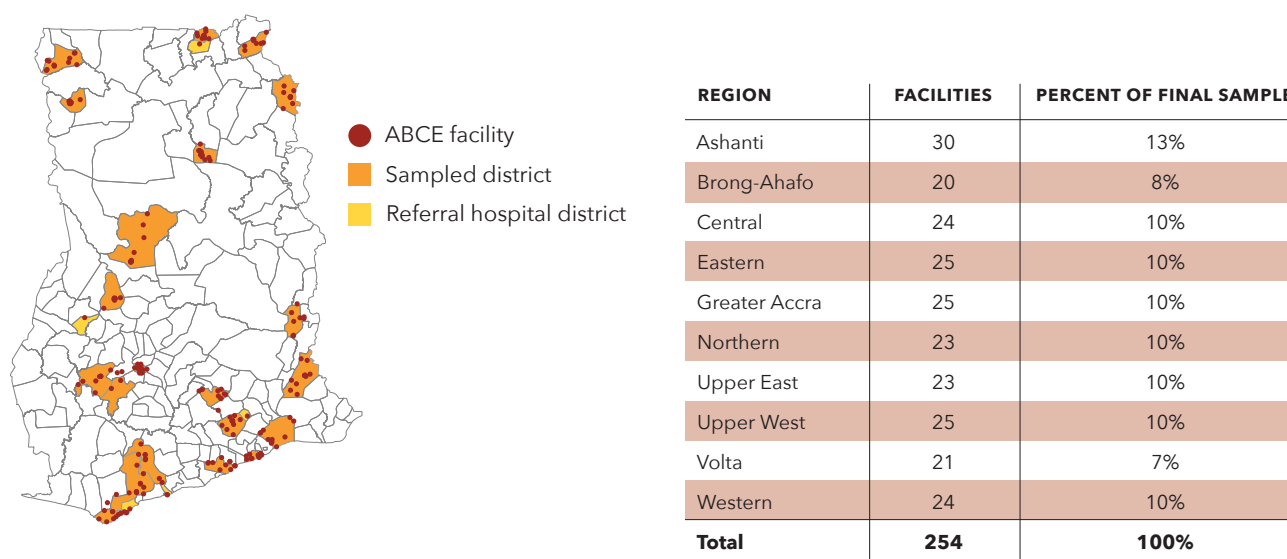 ABCE facility
Sampled district
Referral hospital district
REGION FACILITIES PERCENT OF FINAL SAMPLE
Ashanti 30 13%
Brong-Ahafo 20 8%
Central 24 10%
Eastern 25 10%
Greater Accra 25 10%
Northern 23 10%
Upper East 23 10%
Upper West 25 10%
Volta 21 7%
Western 24 10%
Total 254 100%